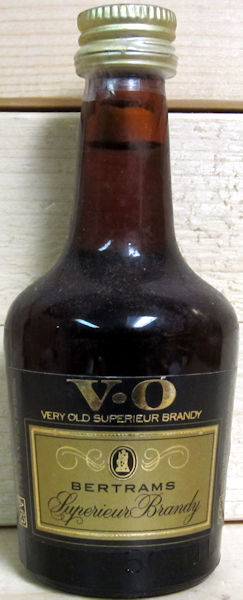 V•O
VERY OLD SUPERIEUR BRANDY
BERTRAMS
Superieur Brandy